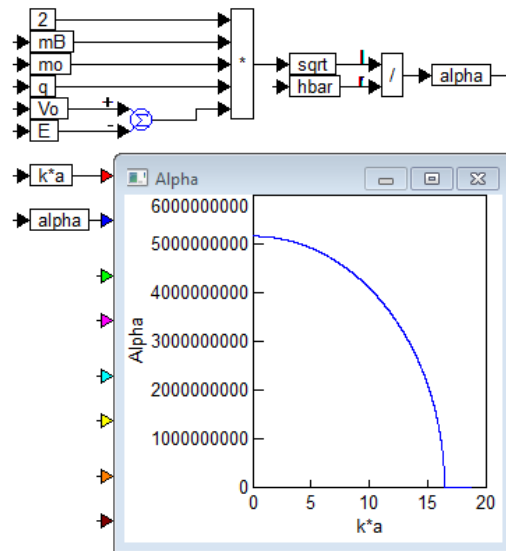 2
mB
mo
q
Vo
E
+
-
Σ
*
sqrt
hbar
l
r
/
alpha
k*a
alpha
Alpha
6000000000
5000000000
4000000000
3000000000
2000000000
1000000000
0
Alpha
0 5 10 15 20
k*a